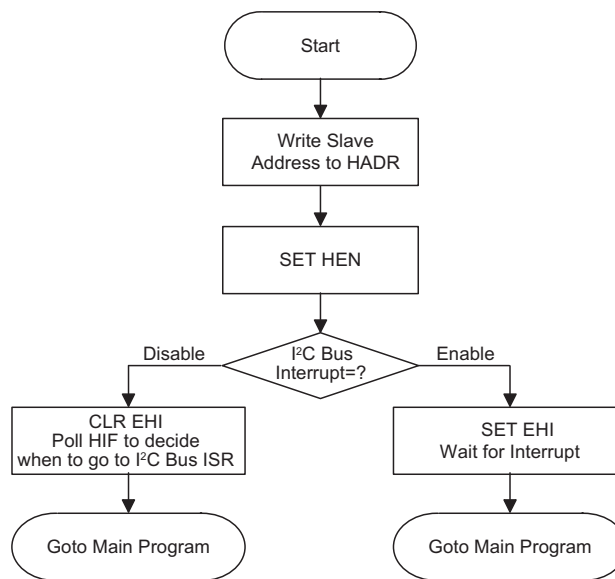 Start
Write Slave
Address to HADR
SET HEN
I²C Bus
Interrupt=?
Disable
Enable
CLR EHI
Poll HIF to decide
when to go to I²C Bus ISR
SET EHI
Wait for Interrupt
Goto Main Program
Goto Main Program